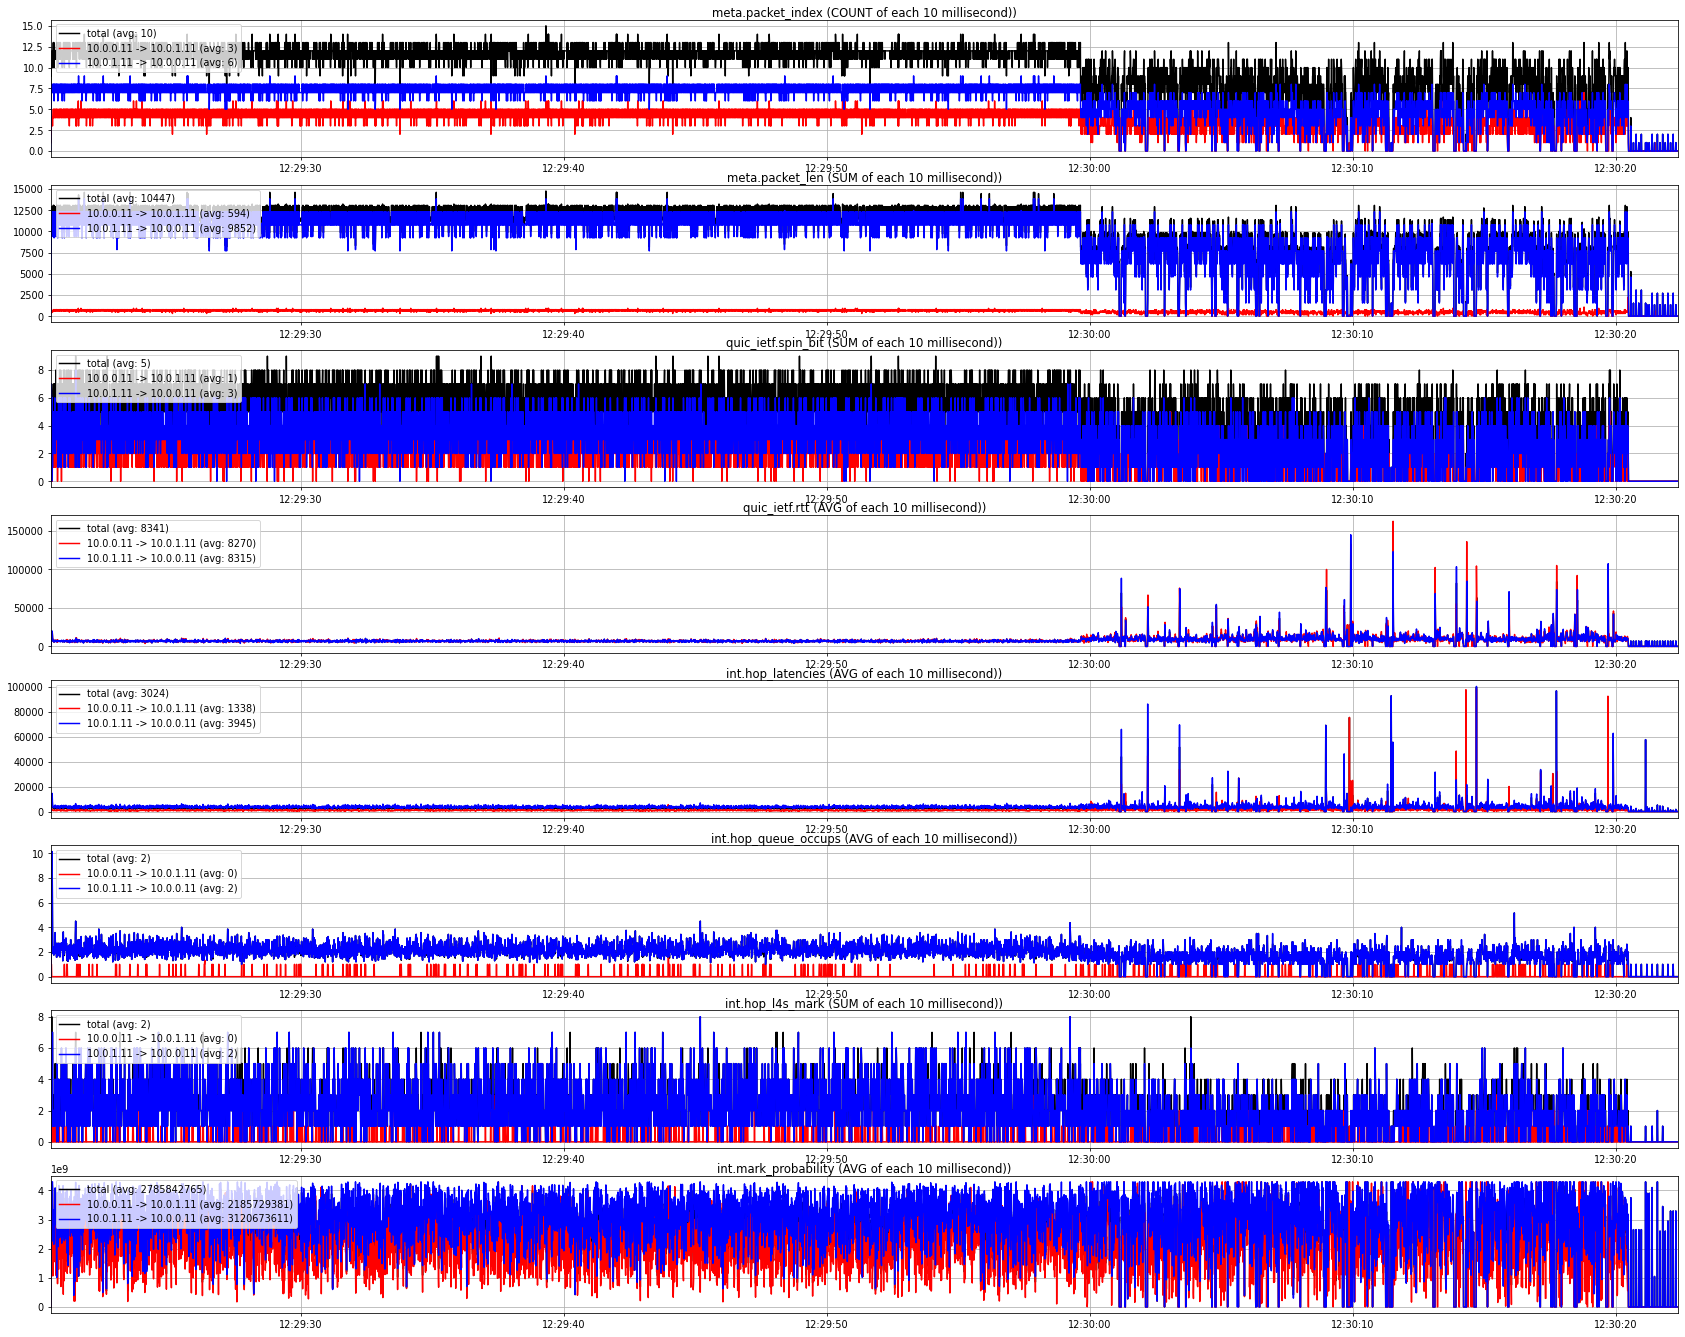 meta.packet_index (COUNT of each 10 millisecond))
15.0
12.5
10.0
7.5
5.0
2.5
0.0
total (avg: 10)
10.0.0.11 -> 10.0.1.11 (avg: 3)
10.0.1.11 -> 10.0.0.11 (avg: 6)
12:29:30 12:29:40 12:29:50 12:30:00 12:30:10 12:30:20
meta.packet_len (SUM of each 10 millisecond))
15000
12500
10000
7500
5000
2500
0
total (avg: 10447)
10.0.0.11 -> 10.0.1.11 (avg: 594)
10.0.1.11 -> 10.0.0.11 (avg: 9852)
12:29:30 12:29:40 12:29:50 12:30:00 12:30:10 12:30:20
quic_ietf.spin_bit (SUM of each 10 millisecond))
8
6
4
2
0
total (avg: 5)
10.0.0.11 -> 10.0.1.11 (avg: 1)
10.0.1.11 -> 10.0.0.11 (avg: 3)
12:29:30 12:29:40 12:29:50 12:30:00 12:30:10 12:30:20
quic_ietf.rtt (AVG of each 10 millisecond))
150000
100000
50000
0
total (avg: 8341)
10.0.0.11 -> 10.0.1.11 (avg: 8270)
10.0.1.11 -> 10.0.0.11 (avg: 8315)
12:29:30 12:29:40 12:29:50 12:30:00 12:30:10 12:30:20
int.hop_latencies (AVG of each 10 millisecond))
100000
80000
60000
40000
20000
0
total (avg: 3024)
10.0.0.11 -> 10.0.1.11 (avg: 1338)
10.0.1.11 -> 10.0.0.11 (avg: 3945)
12:29:30 12:29:40 12:29:50 12:30:00 12:30:10 12:30:20
int.hop_queue_occups (AVG of each 10 millisecond))
10
8
6
4
2
0
total (avg: 2)
10.0.0.11 -> 10.0.1.11 (avg: 0)
10.0.1.11 -> 10.0.0.11 (avg: 2)
12:29:30 12:29:40 12:29:50 12:30:00 12:30:10 12:30:20
int.hop_l4s_mark (SUM of each 10 millisecond))
8
6
4
2
0
total (avg: 2)
10.0.0.11 -> 10.0.1.11 (avg: 0)
10.0.1.11 -> 10.0.0.11 (avg: 2)
12:29:30 12:29:40 12:29:50 12:30:00 12:30:10 12:30:20
1e9
int.mark_probability (AVG of each 10 millisecond))
4
3
2
1
0
total (avg: 2785842765)
10.0.0.11 -> 10.0.1.11 (avg: 2185729381)
10.0.1.11 -> 10.0.0.11 (avg: 3120673611)
12:29:30 12:29:40 12:29:50 12:30:00 12:30:10 12:30:20